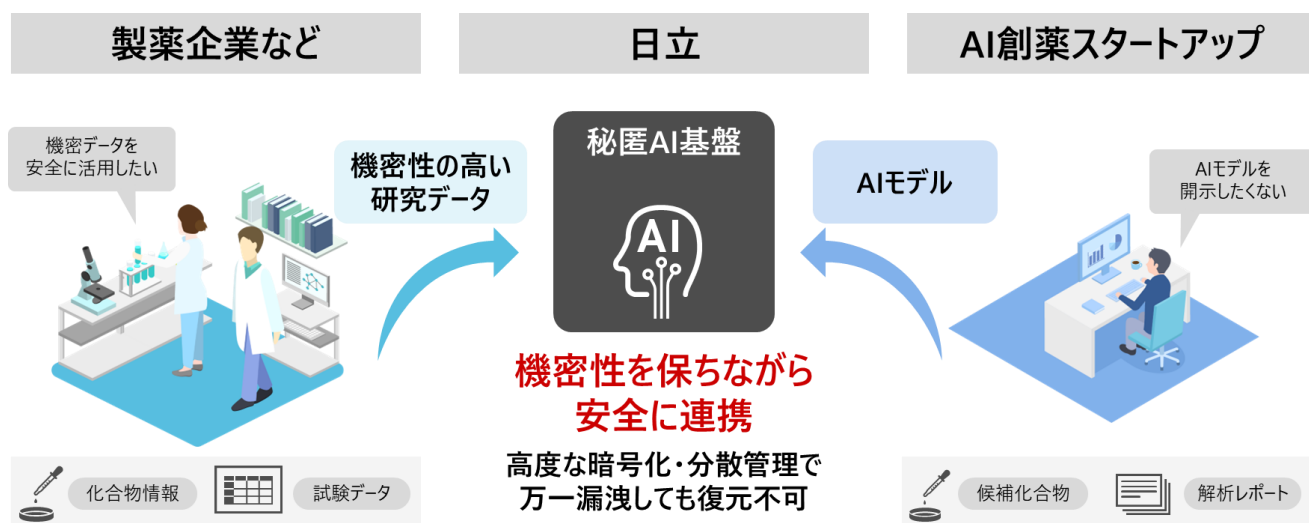 製薬企業など
日立
AI創薬スタートアップ
機密データを
安全に活用したい
機密性の高い
研究データ
秘匿AI基盤
AI
AIモデル
AIモデルを
開示したくない
機密性を保ちながら
安全に連携
高度な暗号化・分散管理で
万一漏洩しても復元不可
化合物情報
試験データ
候補化合物
解析レポート